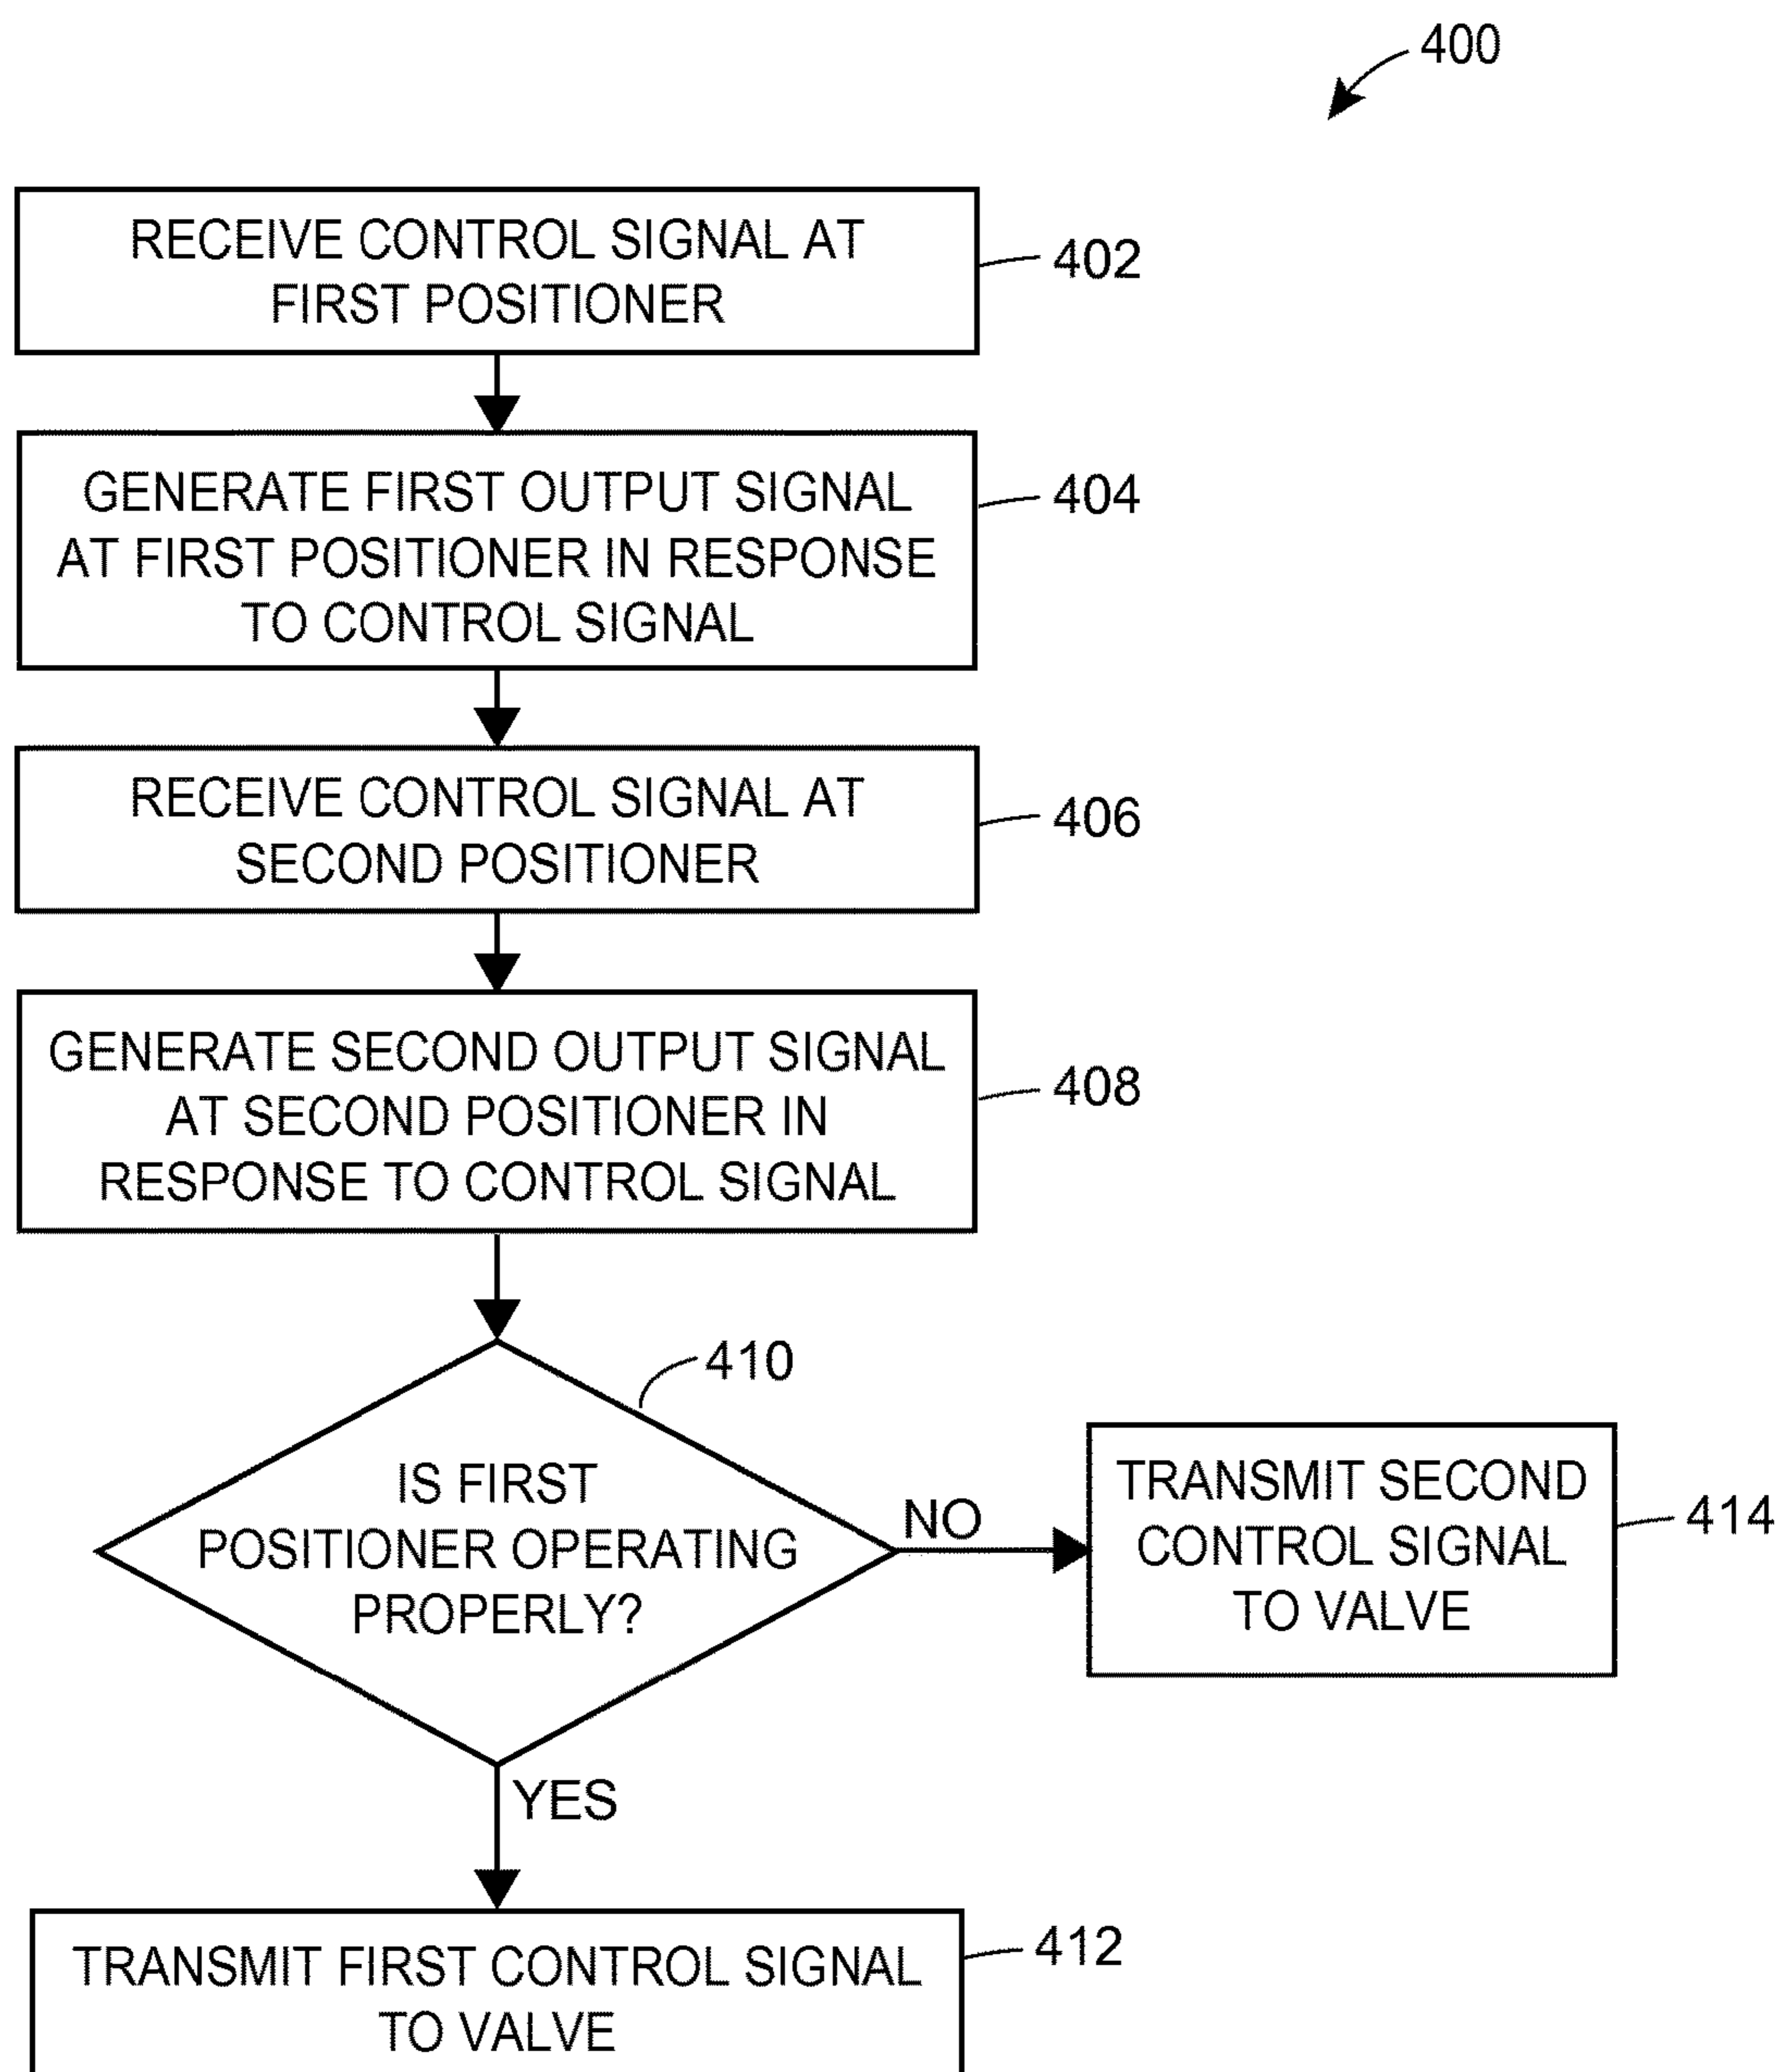 400
RECEIVE CONTROL SIGNAL AT
FIRST POSITIONER
402
GENERATE FIRST OUTPUT SIGNAL
AT FIRST POSITIONER IN RESPONSE
TO CONTROL SIGNAL
404
RECEIVE CONTROL SIGNAL AT
SECOND POSITIONER
406
GENERATE SECOND OUTPUT SIGNAL
AT SECOND POSITIONER IN
RESPONSE TO CONTROL SIGNAL
408
410
IS FIRST
POSITIONER OPERATING
PROPERLY?
NO
TRANSMIT SECOND
CONTROL SIGNAL
TO VALVE
414
YES
TRANSMIT FIRST CONTROL SIGNAL
TO VALVE
412